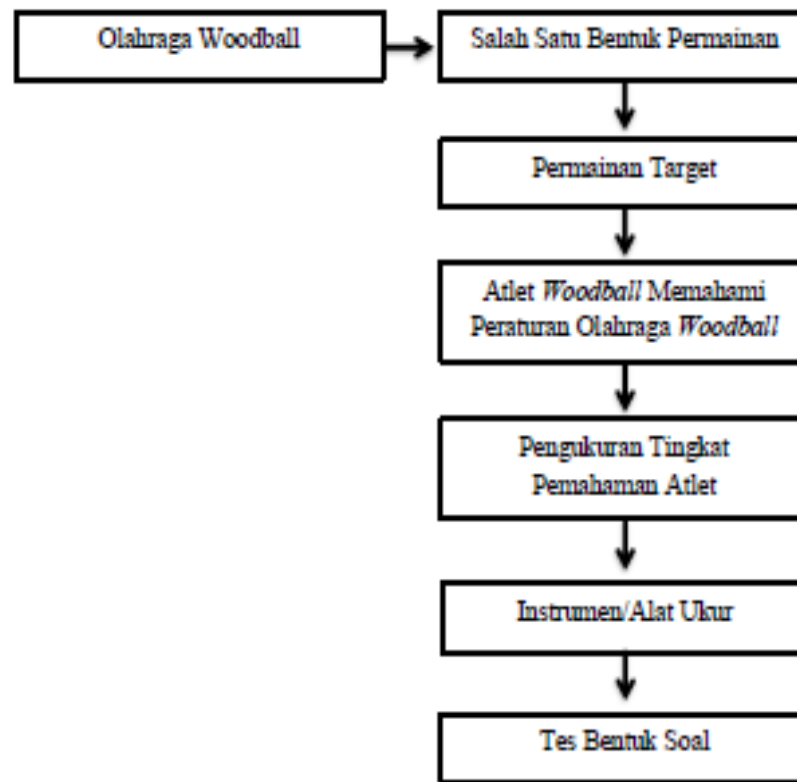 Olahraga Woodball
Salah Satu Bentuk Permainan
Permainan Target
Atlet Woodball Memahami
Peraturan Olahraga Woodball
Pengukuran Tingkat
Pemahaman Atlet
Instrumen/Alat Ukur
Tes Bentuk Soal